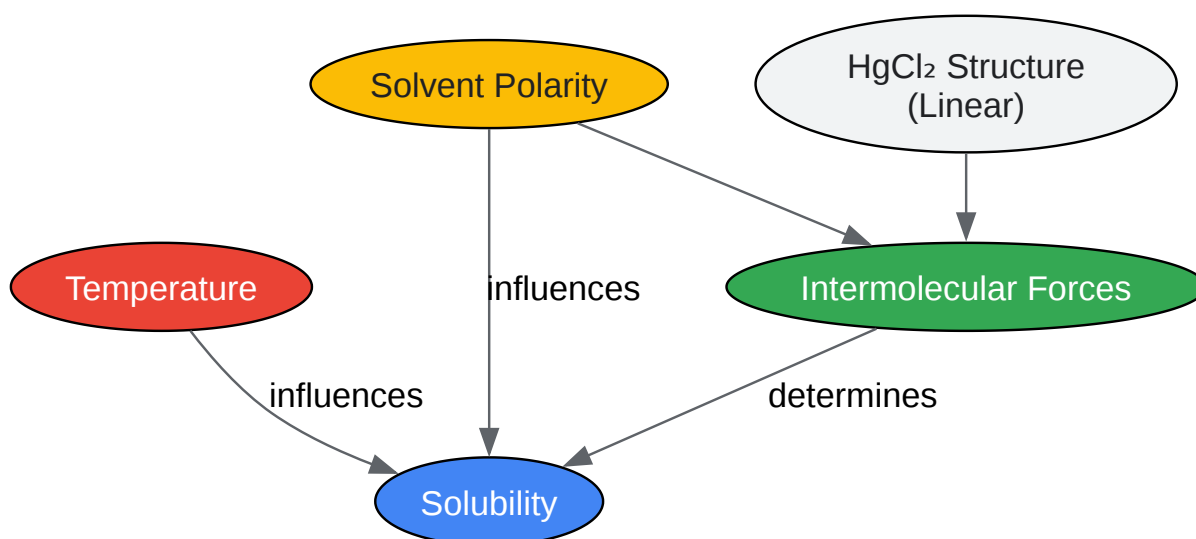 Solvent Polarity
HgCl₂ Structure
(Linear)
Temperature
influences
Intermolecular Forces
influences
determines
Solubility